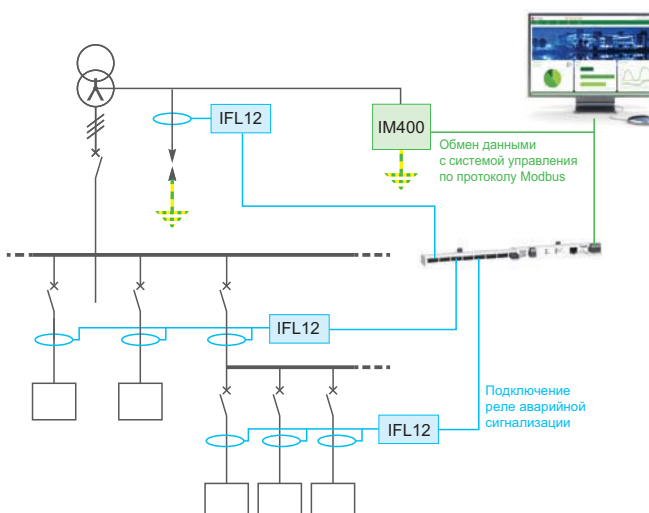 IFL12
IM400
Обмен данными
с системой управления
по протоколу Modbus
IFL12
Подключение
реле аварийной
сигнализации
IFL12